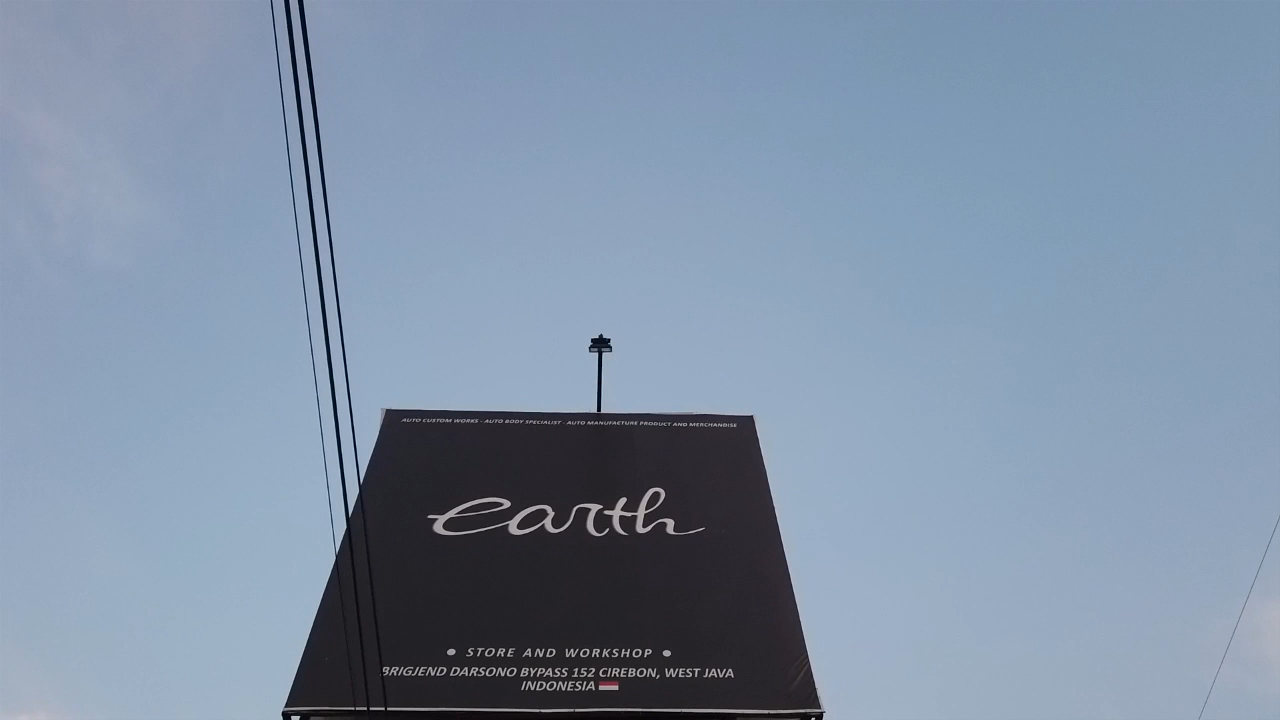 AUTO CUSTOM WORKS - AUTO BODY SPECIALIST - AUTO MANUFACTURE PRODUCT AND MERCHANDISE
earth
• STORE AND WORKSHOP •
BRIGJEND DARSONO BYPASS 152 CIREBON, WEST JAVA
INDONESIA